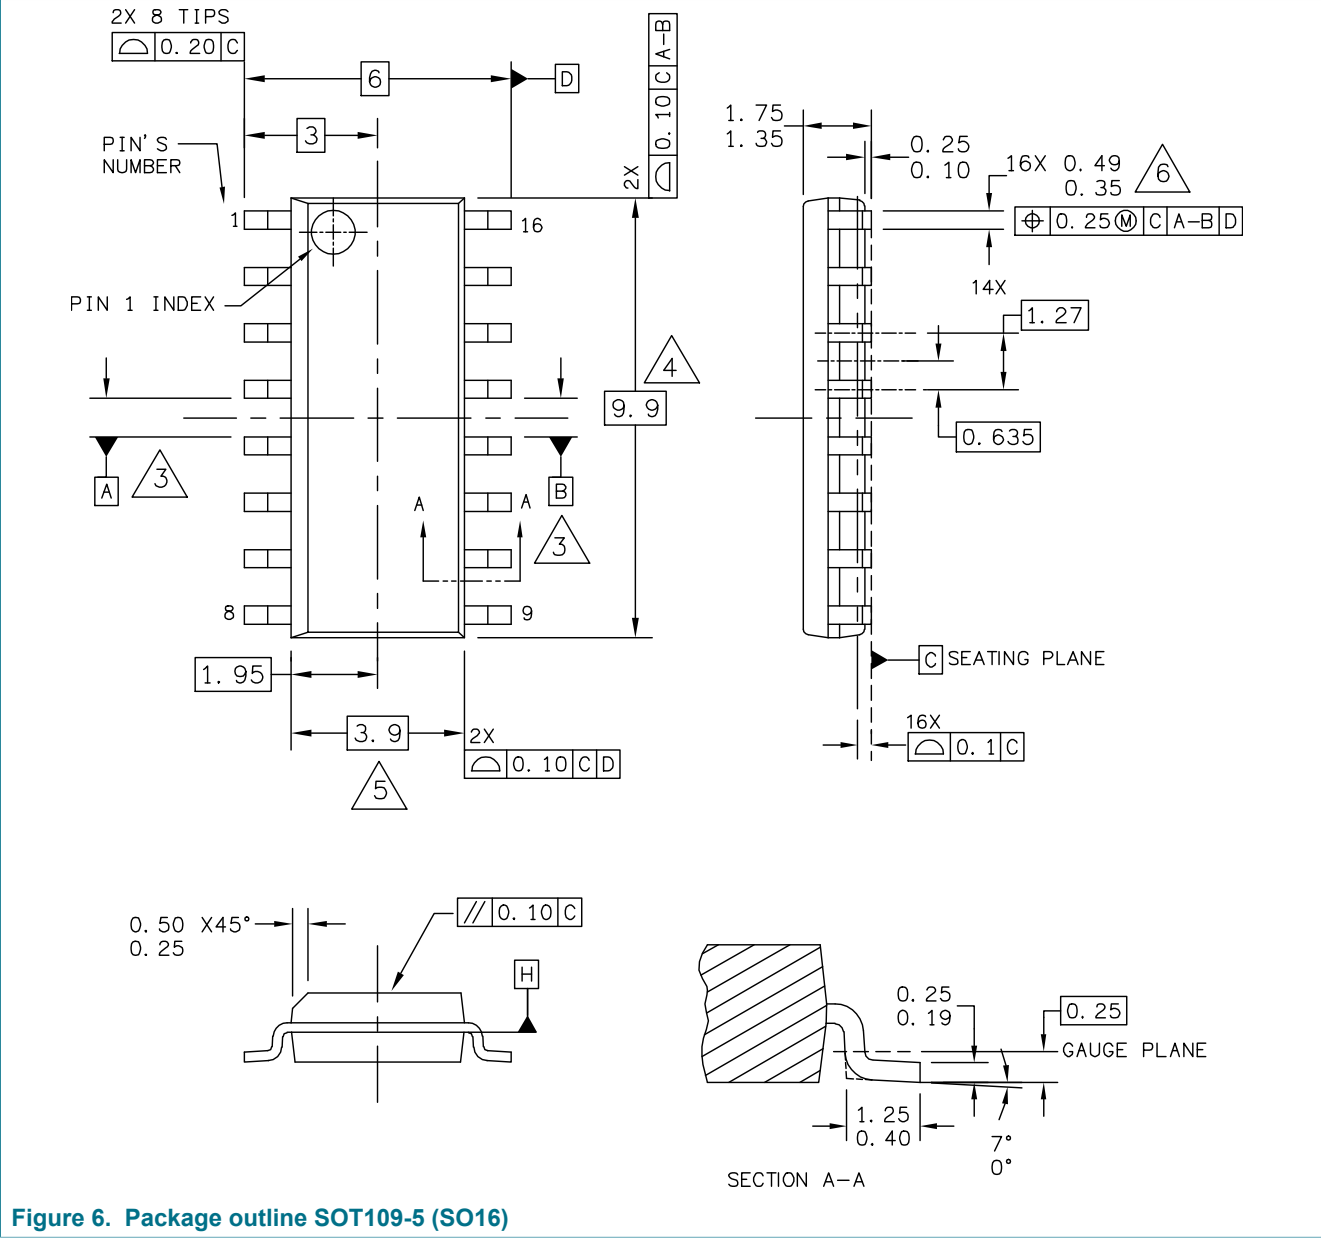 2X 8 TIPS
0.20 C
6
D
3
PIN'S
NUMBER
1
16
PIN 1 INDEX
2X 0.10 C A-B
4
9.9
A
3
B
3
A
A
8
9
1.95
3.9
5
2X
0.10 C D
1.75
1.35
0.25
0.10
16X 0.49
0.35
6
0.25 Ⓜ C A-B D
14X
1.27
0.635
C SEATING PLANE
16X
0.1 C
0.50 X45°
0.25
// 0.10 C
H
0.25
0.19
0.25
GAUGE PLANE
1.25
0.40
7°
0°
SECTION A-A
Figure 6. Package outline SOT109-5 (SO16)